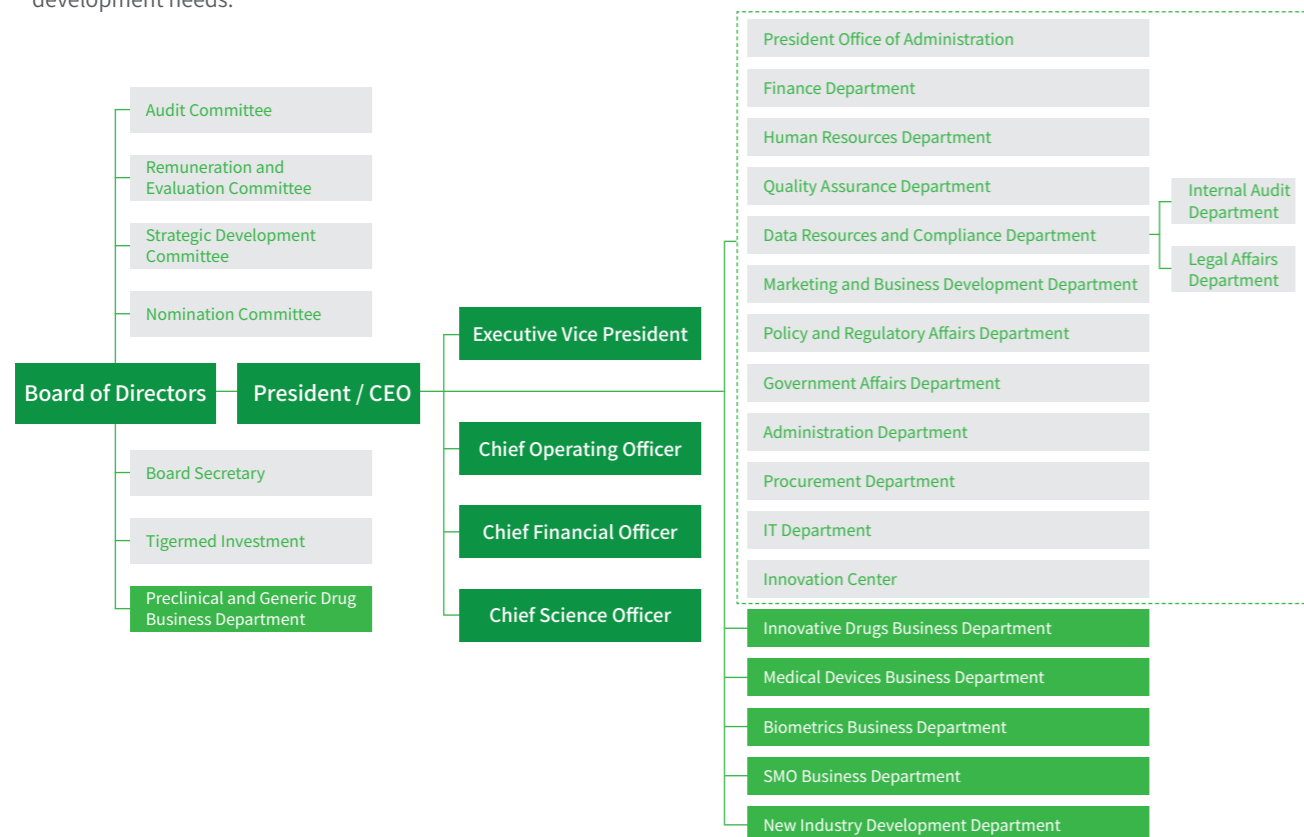 development needs.
Audit Committee
Remuneration and
Evaluation Committee
Strategic Development
Committee
Nomination Committee
Board of Directors
President / CEO
Board Secretary
Tigermed Investment
Preclinical and Generic Drug
Business Department
Executive Vice President
Chief Operating Officer
Chief Financial Officer
Chief Science Officer
President Office of Administration
Finance Department
Human Resources Department
Quality Assurance Department
Data Resources and Compliance Department
Internal Audit
Department
Legal Affairs
Department
Marketing and Business Development Department
Policy and Regulatory Affairs Department
Government Affairs Department
Administration Department
Procurement Department
IT Department
Innovation Center
Innovative Drugs Business Department
Medical Devices Business Department
Biometrics Business Department
SMO Business Department
New Industry Development Department